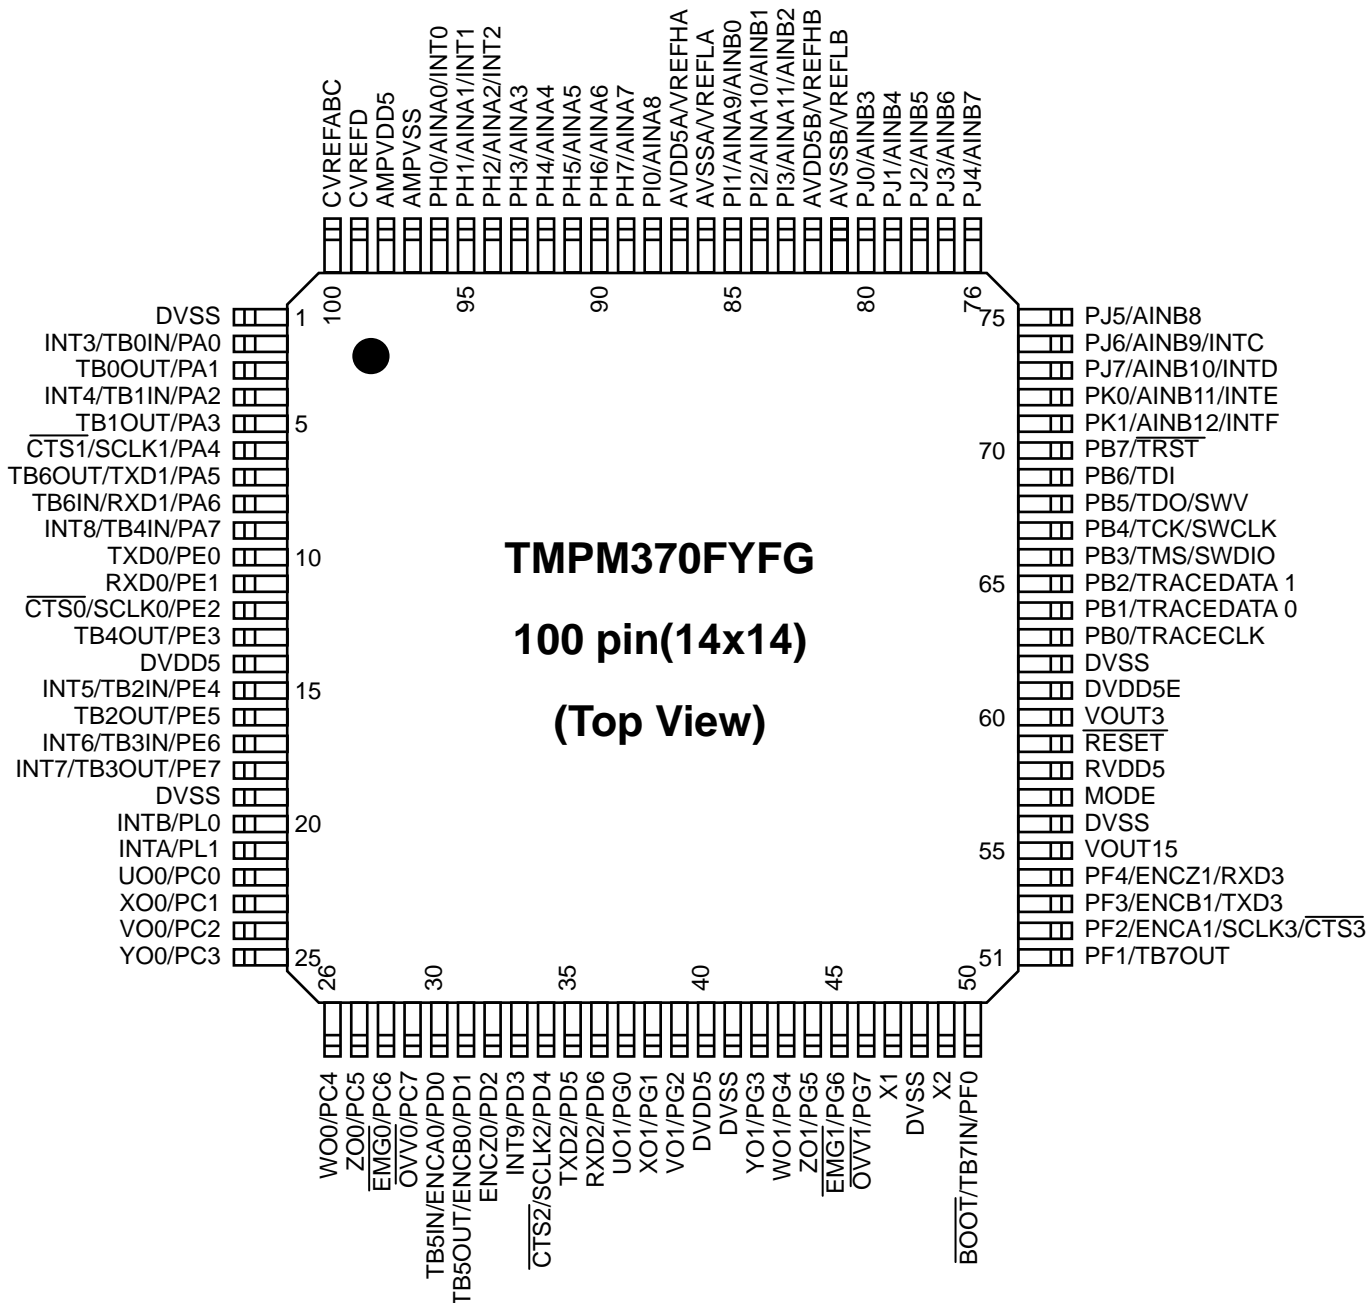 CVREFABC
CVREFD
AMPVDD5
AMPVSS
PH0/AINA0/INT0
PH1/AINA1/INT1
PH2/AINA2/INT2
PH3/AINA3
PH4/AINA4
PH5/AINA5
PH6/AINA6
PH7/AINA7
PI0/AINA8
AVDD5A/VREFHA
AVSSA/VREFLA
PI1/AINA9/AINB0
PI2/AINA10/AINB1
PI3/AINA11/AINB2
AVDD5B/VREFHB
AVSSB/VREFLB
PJ0/AINB3
PJ1/AINB4
PJ2/AINB5
PJ3/AINB6
PJ4/AINB7
100
95
90
85
80
76
DVSS
INT3/TB0IN/PA0
TB0OUT/PA1
INT4/TB1IN/PA2
TB1OUT/PA3
CTS1/SCLK1/PA4
TB6OUT/TXD1/PA5
TB6IN/RXD1/PA6
INT8/TB4IN/PA7
TXD0/PE0
RXD0/PE1
CTS0/SCLK0/PE2
TB4OUT/PE3
DVDD5
INT5/TB2IN/PE4
TB2OUT/PE5
INT6/TB3IN/PE6
INT7/TB3OUT/PE7
DVSS
INTB/PL0
INTA/PL1
UO0/PC0
XO0/PC1
VO0/PC2
YO0/PC3
1
5
10
15
20
25
TMPM370FYFG
100 pin(14x14)
(Top View)
75
70
65
60
55
51
PJ5/AINB8
PJ6/AINB9/INTC
PJ7/AINB10/INTD
PK0/AINB11/INTE
PK1/AINB12/INTF
PB7/TRST
PB6/TDI
PB5/TDO/SWV
PB4/TCK/SWCLK
PB3/TMS/SWDIO
PB2/TRACEDATA 1
PB1/TRACEDATA 0
PB0/TRACECLK
DVSS
DVDD5E
VOUT3
RESET
RVDD5
MODE
DVSS
VOUT15
PF4/ENCZ1/RXD3
PF3/ENCB1/TXD3
PF2/ENCA1/SCLK3/CTS3
PF1/TB7OUT
26
30
35
40
45
50
WO0/PC4
ZO0/PC5
EMG0/PC6
OVV0/PC7
TB5IN/ENCA0/PD0
TB5OUT/ENCB0/PD1
ENCZ0/PD2
INT9/PD3
CTS2/SCLK2/PD4
TXD2/PD5
RXD2/PD6
UO1/PG0
XO1/PG1
VO1/PG2
DVDD5
DVSS
YO1/PG3
WO1/PG4
ZO1/PG5
EMG1/PG6
OVV1/PG7
X1
DVSS
X2
BOOT/TB7IN/PF0